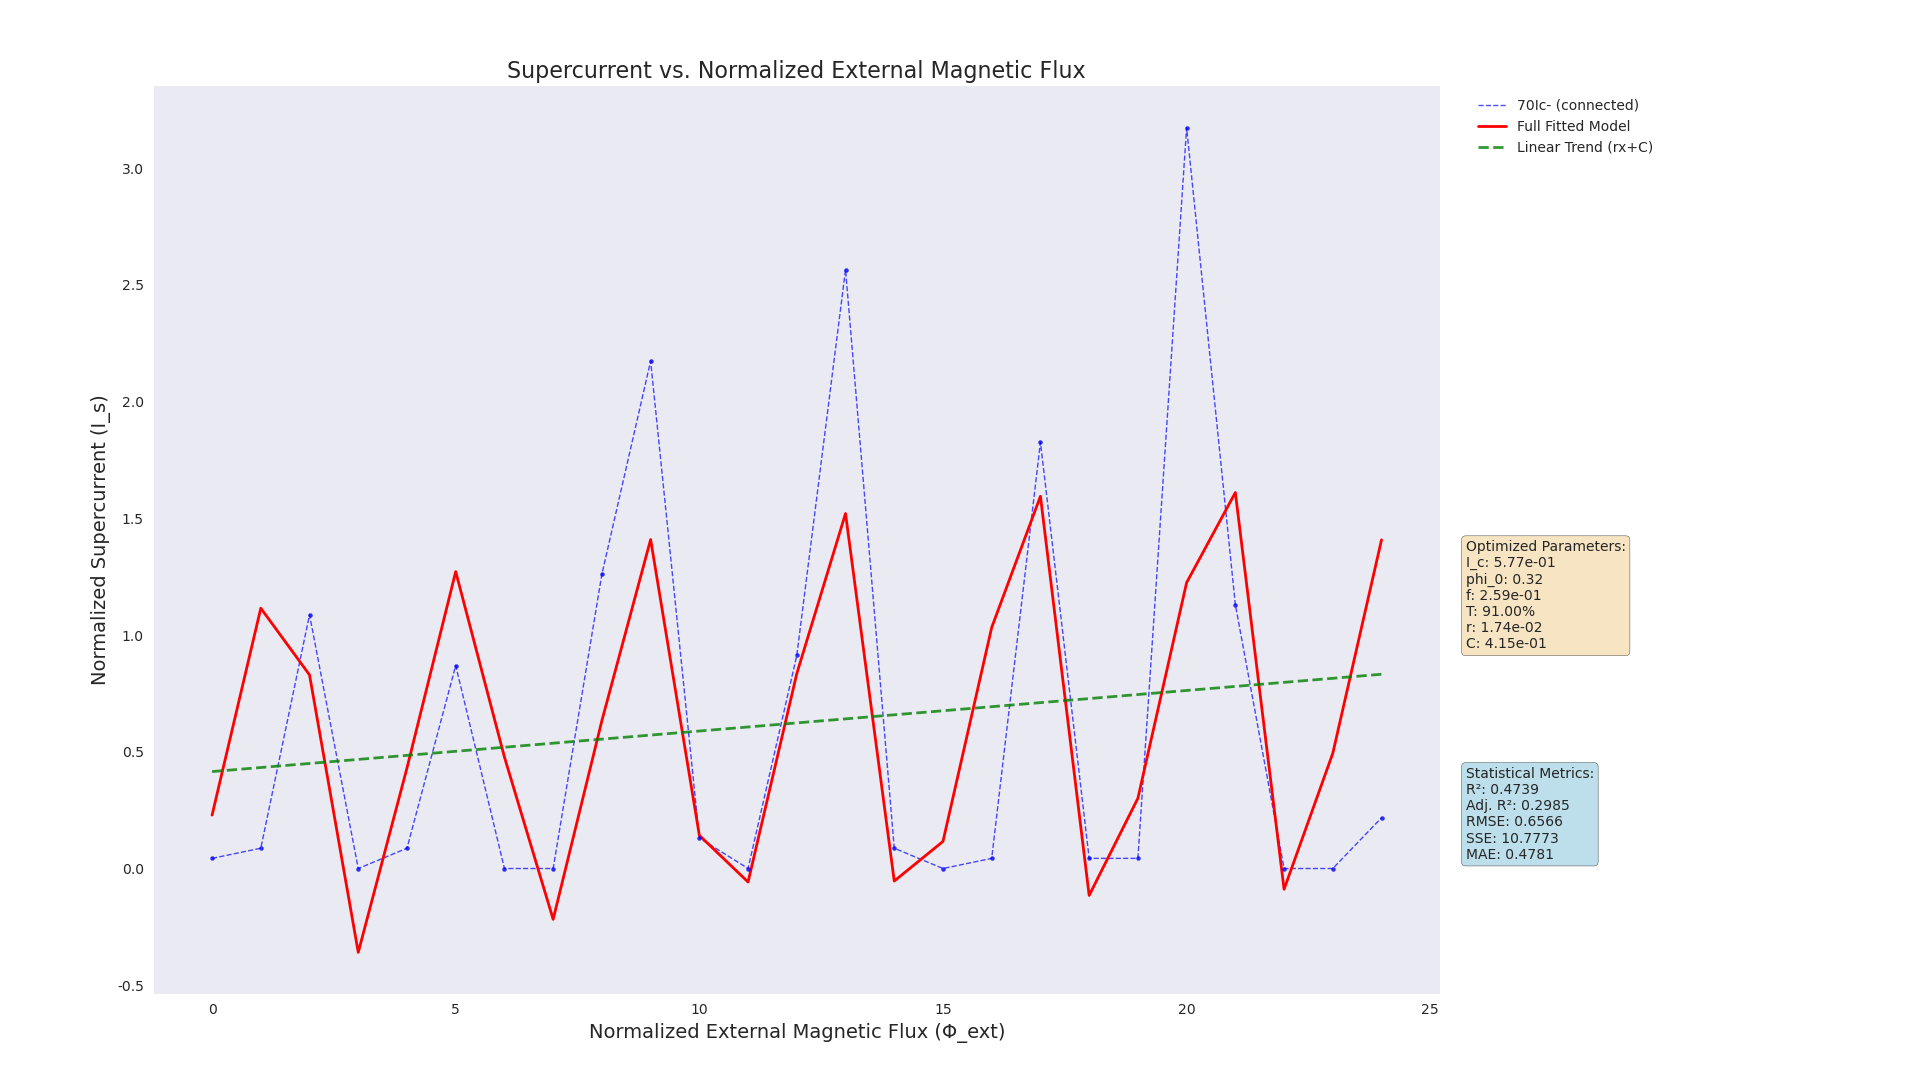 Supercurrent vs. Normalized External Magnetic Flux
70Ic- (connected)
Full Fitted Model
Linear Trend (rx+C)
3.0
2.5
2.0
1.5
1.0
0.5
0.0
-0.5
Normalized Supercurrent (I_s)
0
5
10
15
20
25
Normalized External Magnetic Flux (Φ_ext)
Optimized Parameters:
I_c: 5.77e-01
phi_0: 0.32
f: 2.59e-01
T: 91.00%
r: 1.74e-02
C: 4.15e-01
Statistical Metrics:
R²: 0.4739
Adj. R²: 0.2985
RMSE: 0.6566
SSE: 10.7773
MAE: 0.4781